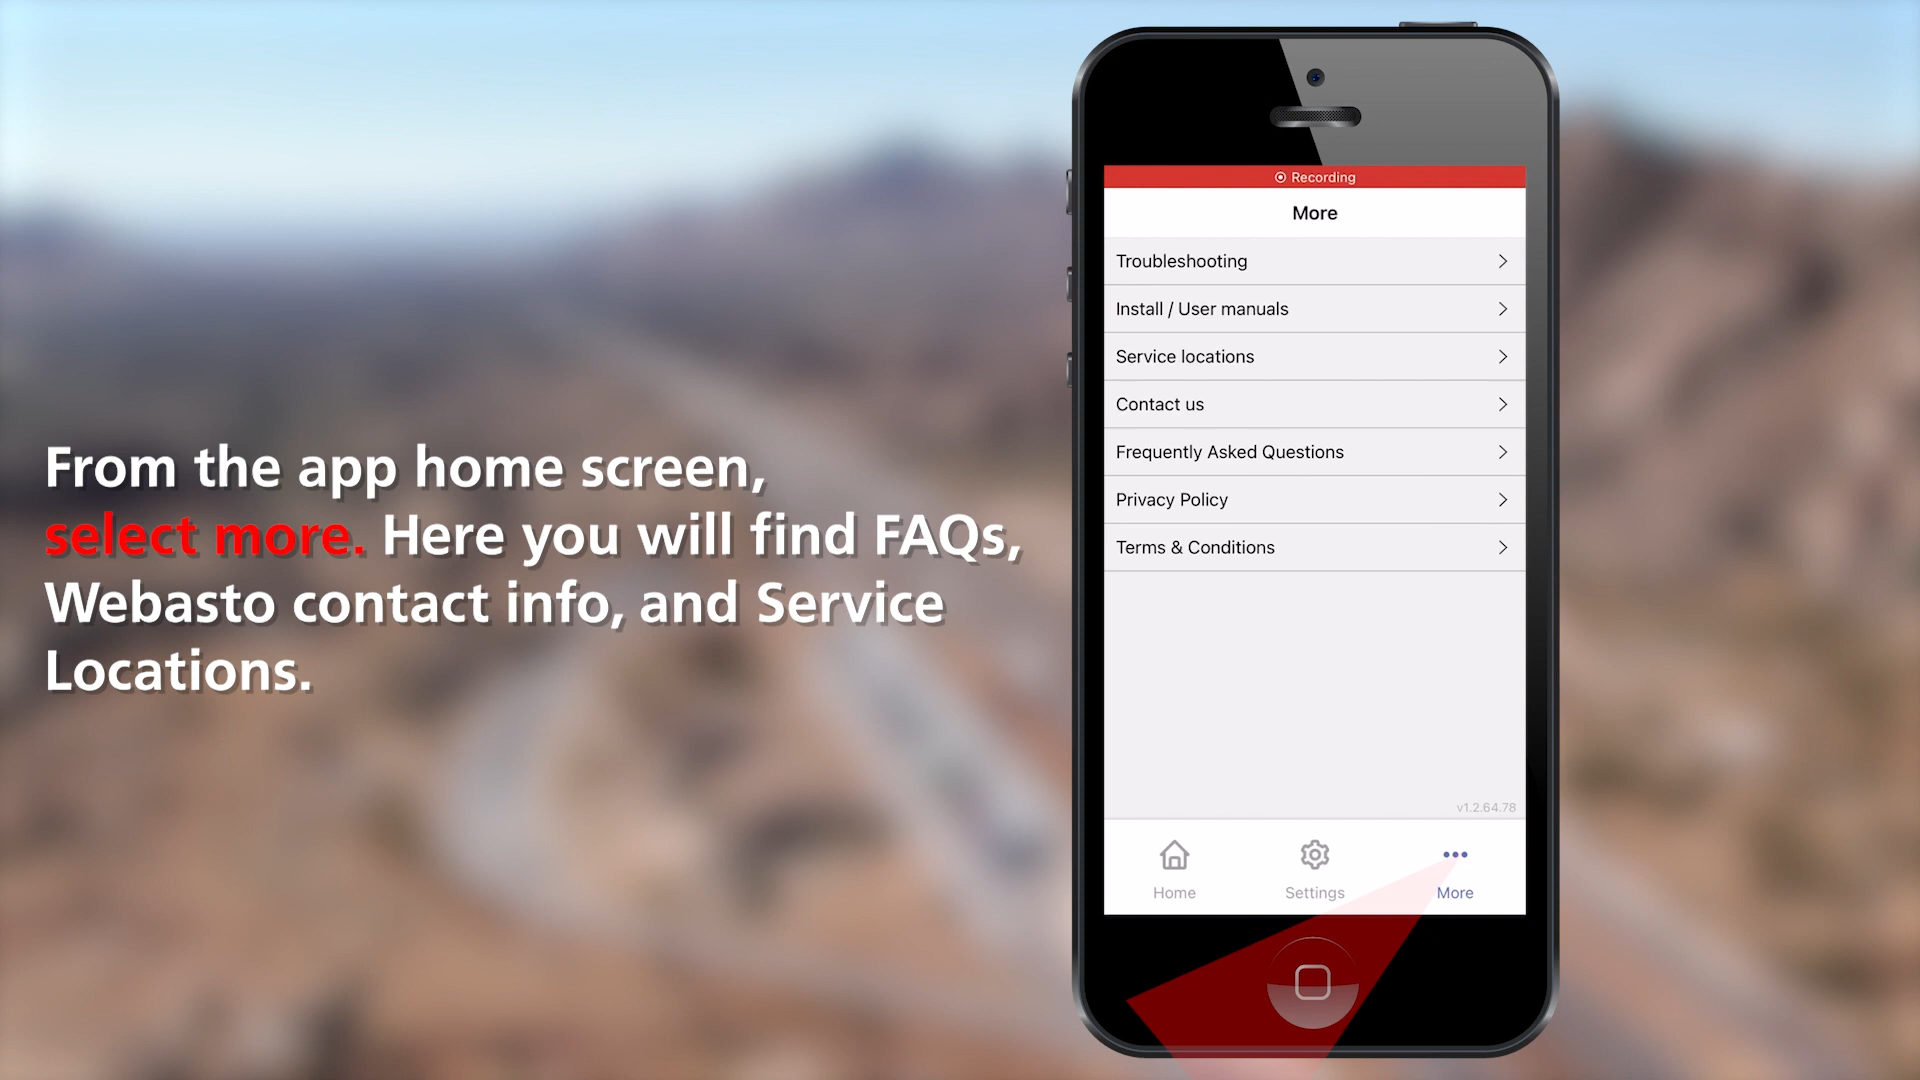 From the app home screen,
select more. Here you will find FAQs,
Webasto contact info, and Service
Locations.
Recording
More
Troubleshooting
Install / User manuals
Service locations
Contact us
Frequently Asked Questions
Privacy Policy
Terms & Conditions
v1.2.64.78
Home
Settings
More